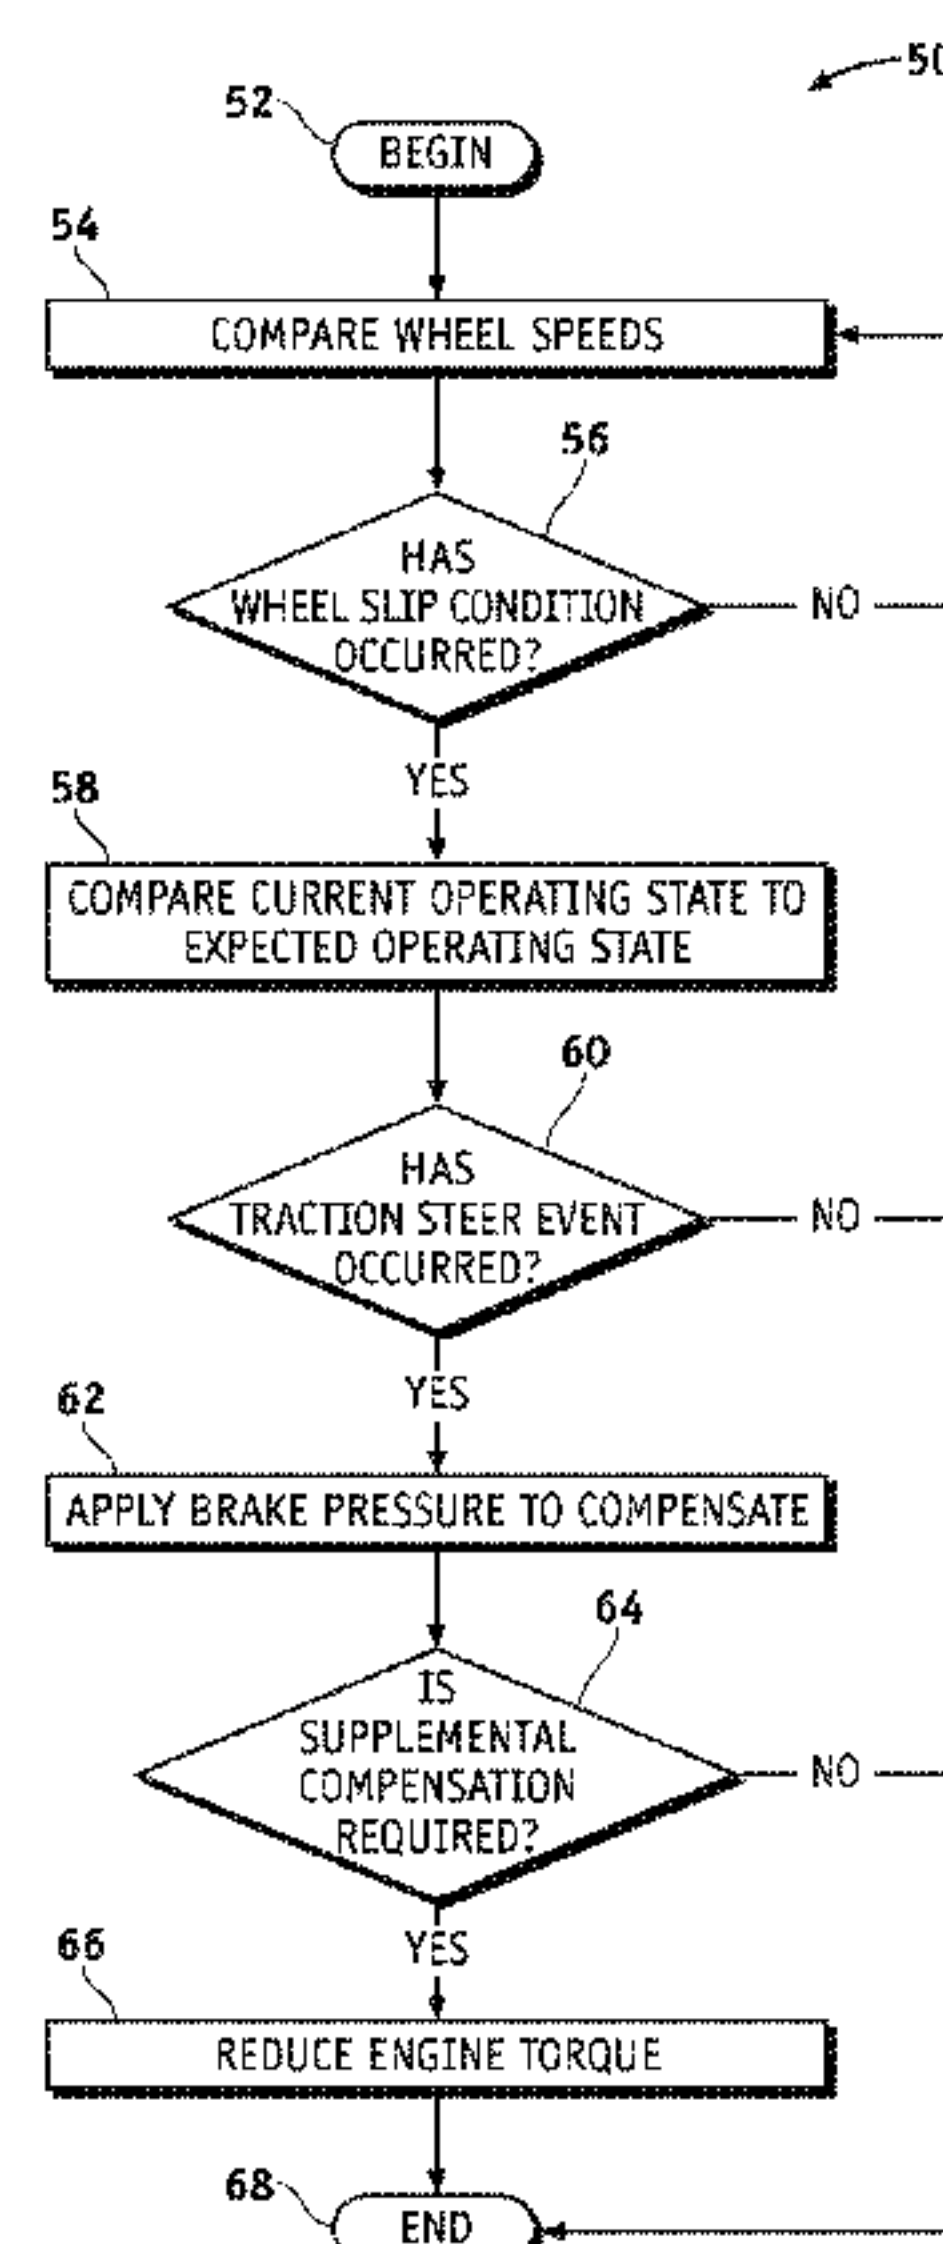 50
52
BEGIN
54
COMPARE WHEEL SPEEDS
56
HAS
WHEEL SLIP CONDITION
OCCURRED?
NO
YES
58
COMPARE CURRENT OPERATING STATE TO
EXPECTED OPERATING STATE
60
HAS
TRACTION STEER EVENT
OCCURRED?
NO
YES
62
APPLY BRAKE PRESSURE TO COMPENSATE
64
IS
SUPPLEMENTAL
COMPENSATION
REQUIRED?
NO
YES
66
REDUCE ENGINE TORQUE
68
END